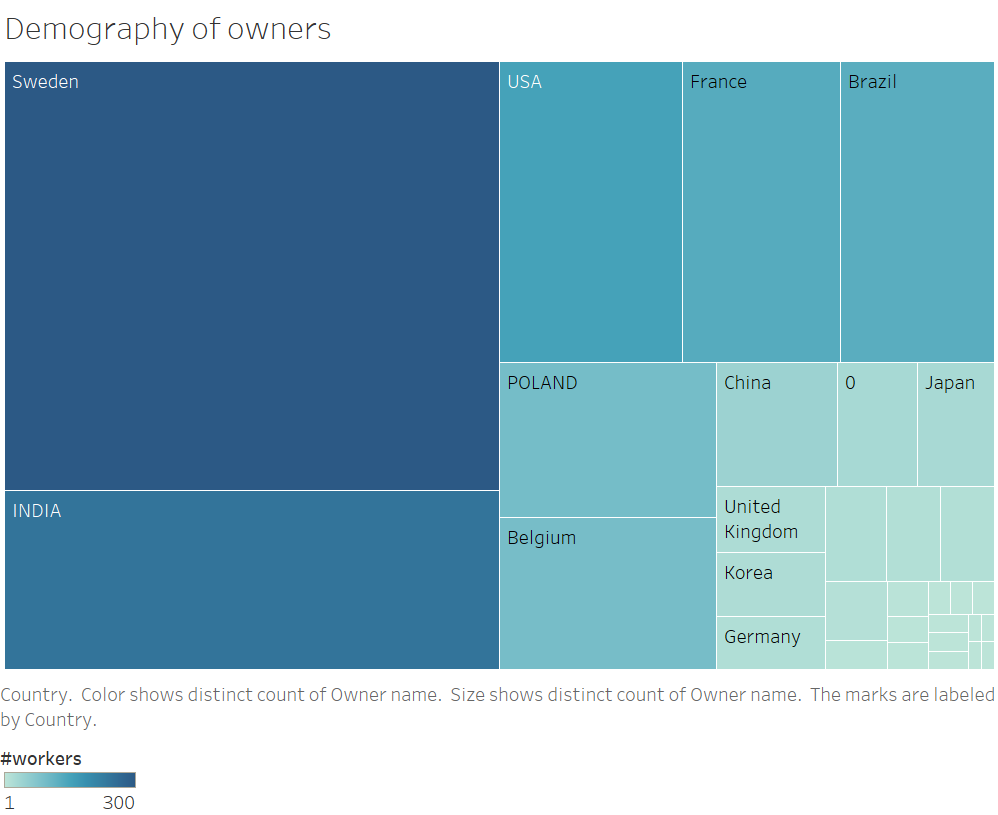 Demography of owners
Sweden
USA
France
Brazil
POLAND
China
0
Japan
INDIA
United
Kingdom
Belgium
Korea
Germany
Country.  Color shows distinct count of Owner name.  Size shows distinct count of Owner name.  The marks are labeled
by Country.
#workers
1
300